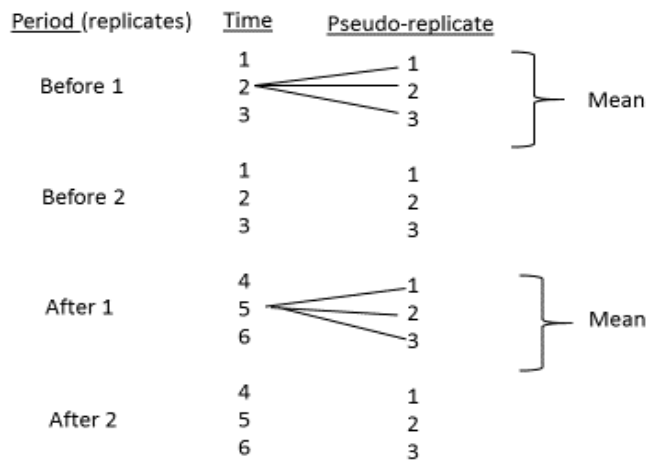 Period (replicates) Time Pseudo-replicate
1 1
Before 1 2 2 Mean
3 3
1 1
Before 2 2 2
3 3
4 1
After 1 5 2 Mean
6 3
4 1
After 2 5 2
6 3